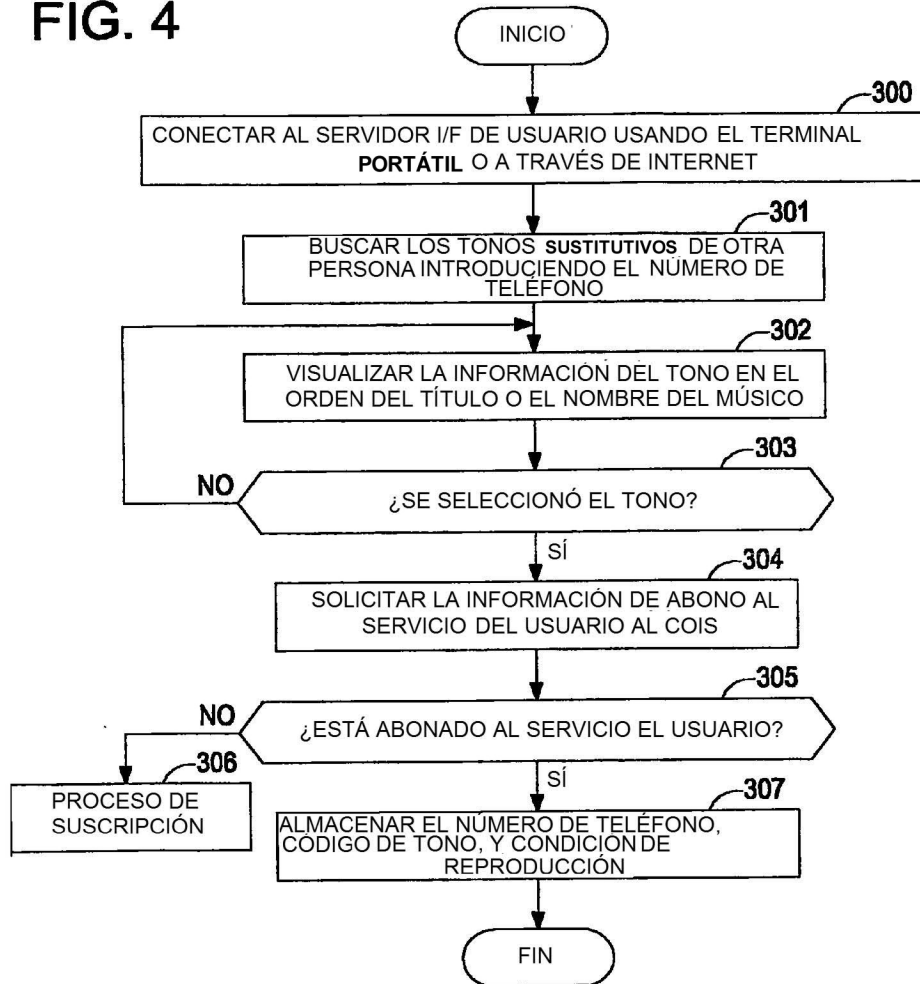 FIG. 4
INICIO
300
CONECTAR AL SERVIDOR I/F DE USUARIO USANDO EL TERMINAL
PORTÁTIL O A TRAVÉS DE INTERNET
301
BUSCAR LOS TONOS SUSTITUTIVOS DE OTRA
PERSONA INTRODUCIENDO EL NÚMERO DE
TELÉFONO
302
VISUALIZAR LA INFORMACIÓN DEL TONO EN EL
ORDEN DEL TÍTULO O EL NOMBRE DEL MÚSICO
303
NO
¿SE SELECCIONÓ EL TONO?
SÍ
304
SOLICITAR LA INFORMACIÓN DE ABONO AL
SERVICIO DEL USUARIO AL COIS
305
NO
¿ESTÁ ABONADO AL SERVICIO EL USUARIO?
306
SÍ
PROCESO DE
SUSCRIPCIÓN
307
ALMACENAR EL NÚMERO DE TELÉFONO,
CÓDIGO DE TONO, Y CONDICION DE
REPRODUCCIÓN
FIN